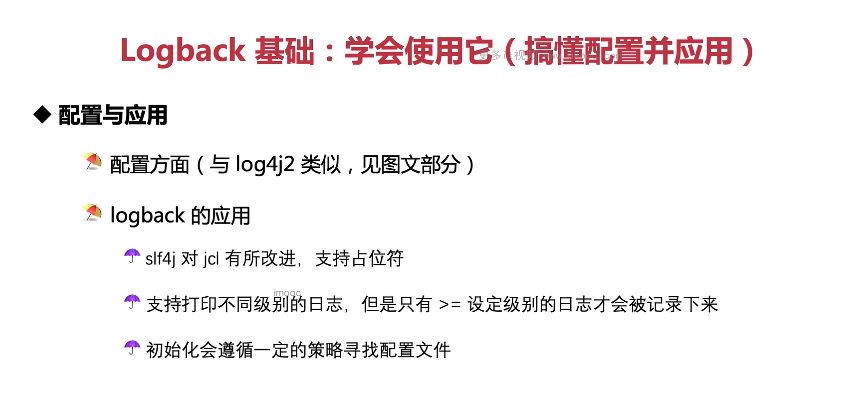 Logback 基础：学会使用它（搞懂配置并应用）
配置与应用
配置方面（与 log4j2 类似，见图文部分）
logback 的应用
slf4j 对 jcl 有所改进，支持占位符
支持打印不同级别的日志，但是只有 >= 设定级别的日志才会被记录下来
初始化会遵循一定的策略寻找配置文件